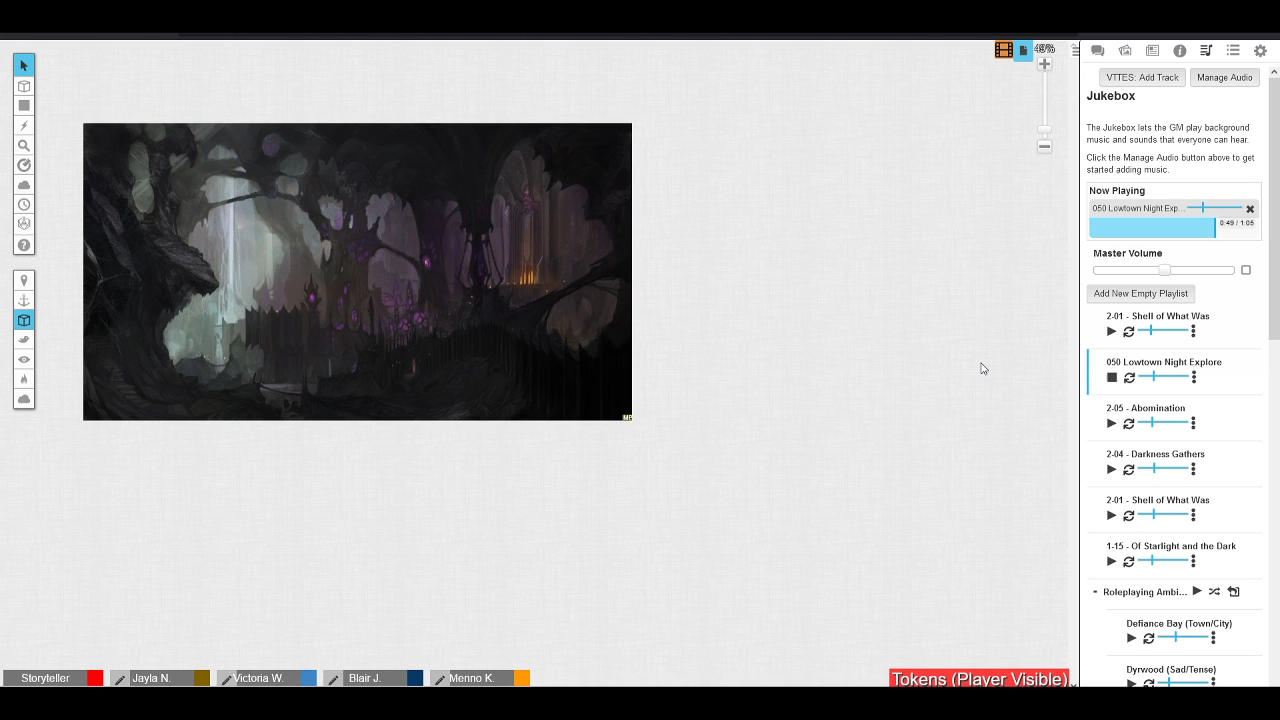 49%
VTTES: Add Track
Manage Audio
Jukebox
The Jukebox lets the GM play background
music and sounds that everyone can hear.
Click the Manage Audio button above to get
started adding music.
Now Playing
050 Lowtown Night Exp...
0:49 / 1:05
Master Volume
Add New Empty Playlist
2-01 - Shell of What Was
050 Lowtown Night Explore
2-05 - Abomination
2-04 - Darkness Gathers
2-01 - Shell of What Was
1-15 - Of Starlight and the Dark
Roleplaying Ambi...
Defiance Bay (Town/City)
Dyrwood (Sad/Tense)
MP
Storyteller
Jayla N.
Victoria W.
Blair J.
Menno K.
Tokens (Player Visible)